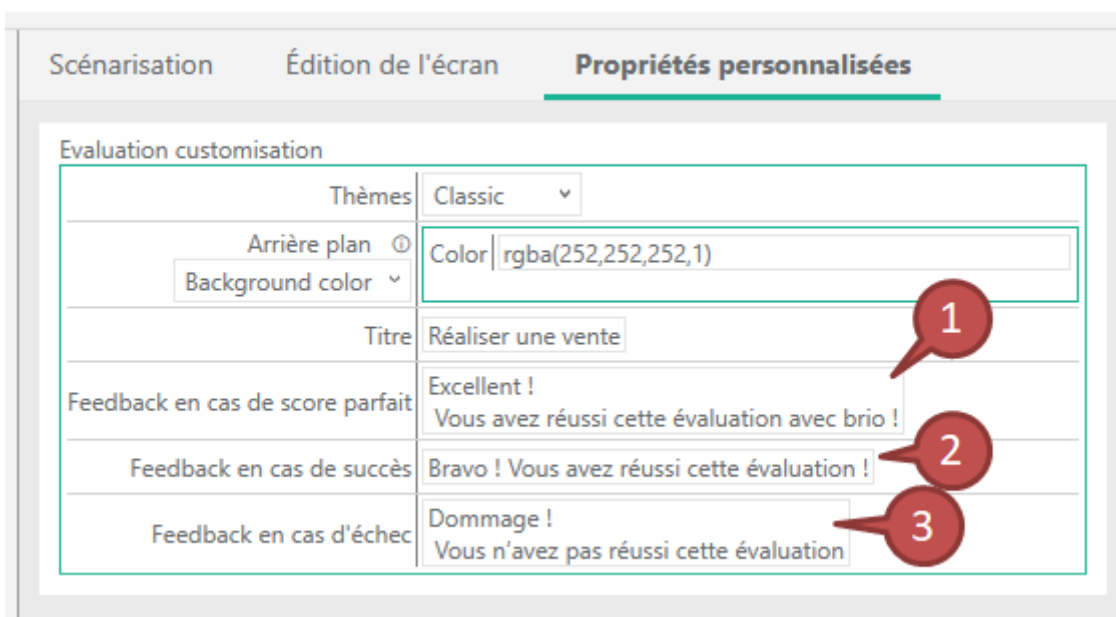 Scénarisation Édition de l'écran Propriétés personnalisées
Evaluation customisation
Thèmes Classic
Arrière plan Color rgba(252,252,252,1)
Background color
1
Titre Réaliser une vente
Excellent !
Feedback en cas de score parfait
Vous avez réussi cette évaluation avec brio !
2
Feedback en cas de succès Bravo ! Vous avez réussi cette évaluation !
Dommage !
3
Feedback en cas d'échec
Vous n'avez pas réussi cette évaluation